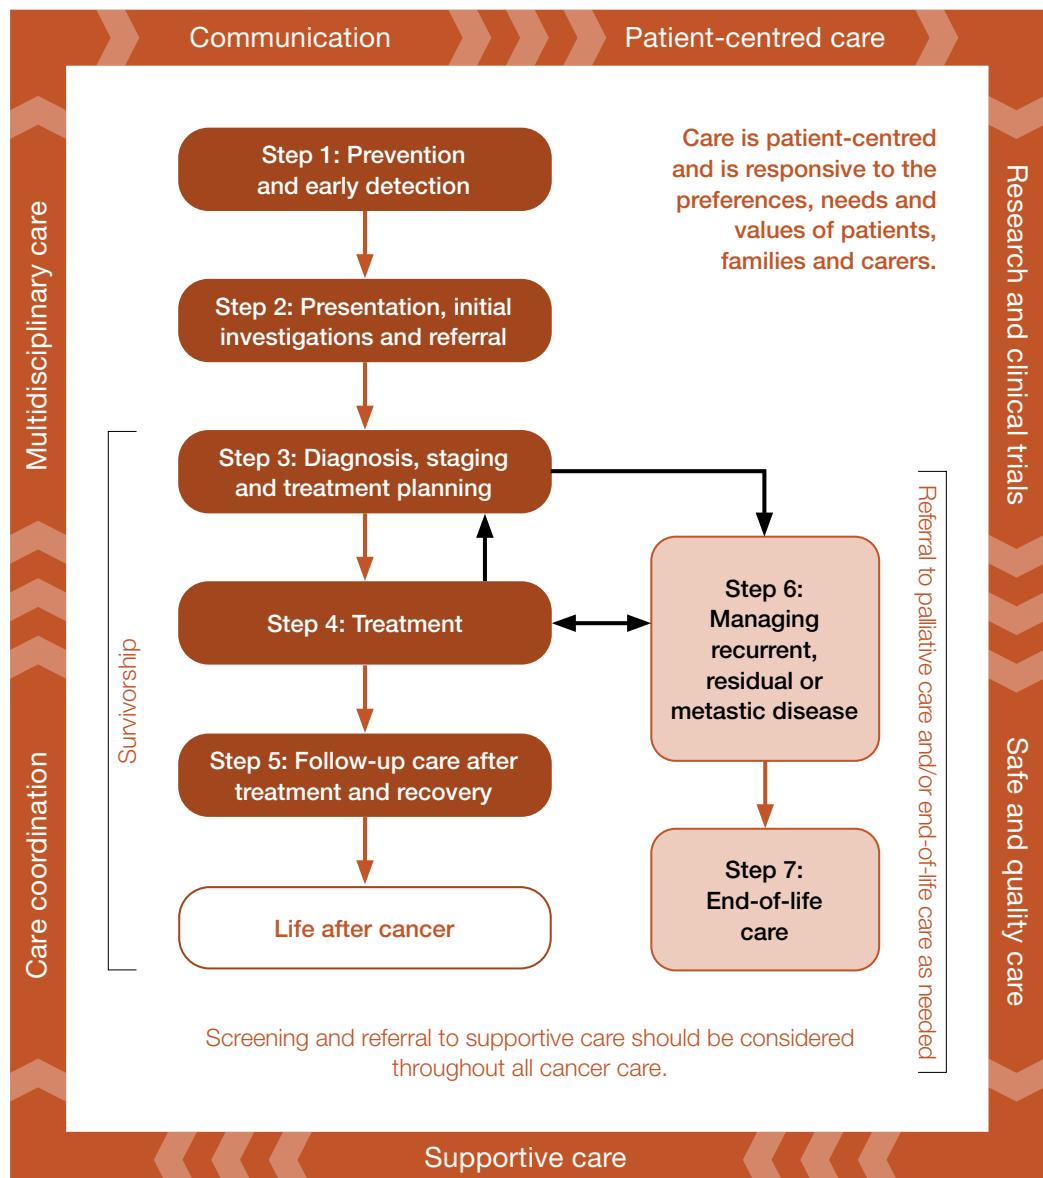 Communication
Patient-centred care
Multidisciplinary care
Care coordination
Research and clinical trials
Safe and quality care
Supportive care
Care is patient-centred
and is responsive to the
preferences, needs and
values of patients,
families and carers.
Step 1: Prevention
and early detection
Step 2: Presentation, initial
investigations and referral
Step 3: Diagnosis, staging
and treatment planning
Step 4: Treatment
Step 5: Follow-up care after
treatment and recovery
Life after cancer
Survivorship
Step 6:
Managing
recurrent,
residual or
metastic disease
Step 7:
End-of-life
care
Referral to palliative care and/or end-of-life care as needed
Screening and referral to supportive care should be considered
throughout all cancer care.